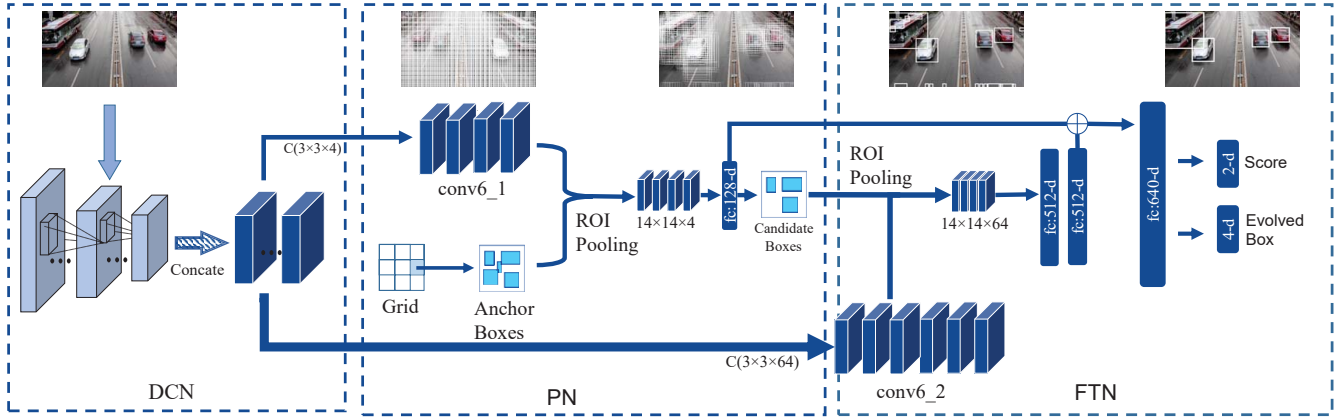 Concate
DCN
C(3×3×4)
conv6_1
Grid
Anchor
Boxes
ROI
Pooling
14×14×4
fc:128-d
Candidate
Boxes
C(3×3×64)
PN
ROI
Pooling
14×14×64
fc:512-d
fc:512-d
fc:640-d
2-d
Score
4-d
Evolved
Box
conv6_2
FTN